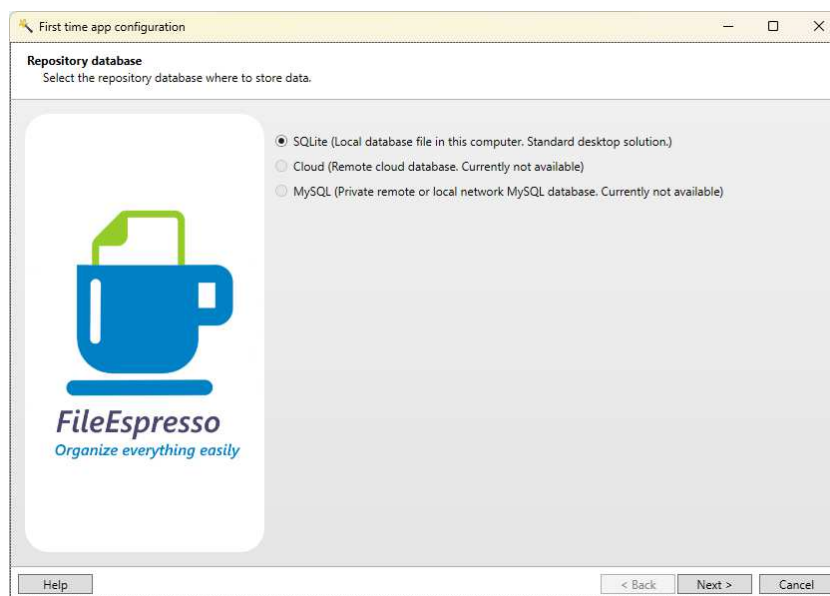 First time app configuration
Repository database
Select the repository database where to store data.
SQLite (Local database file in this computer. Standard desktop solution.)
Cloud (Remote cloud database. Currently not available)
MySQL (Private remote or local network MySQL database. Currently not available)
FileEspresso
Organize everything easily
Help
< Back
Next >
Cancel